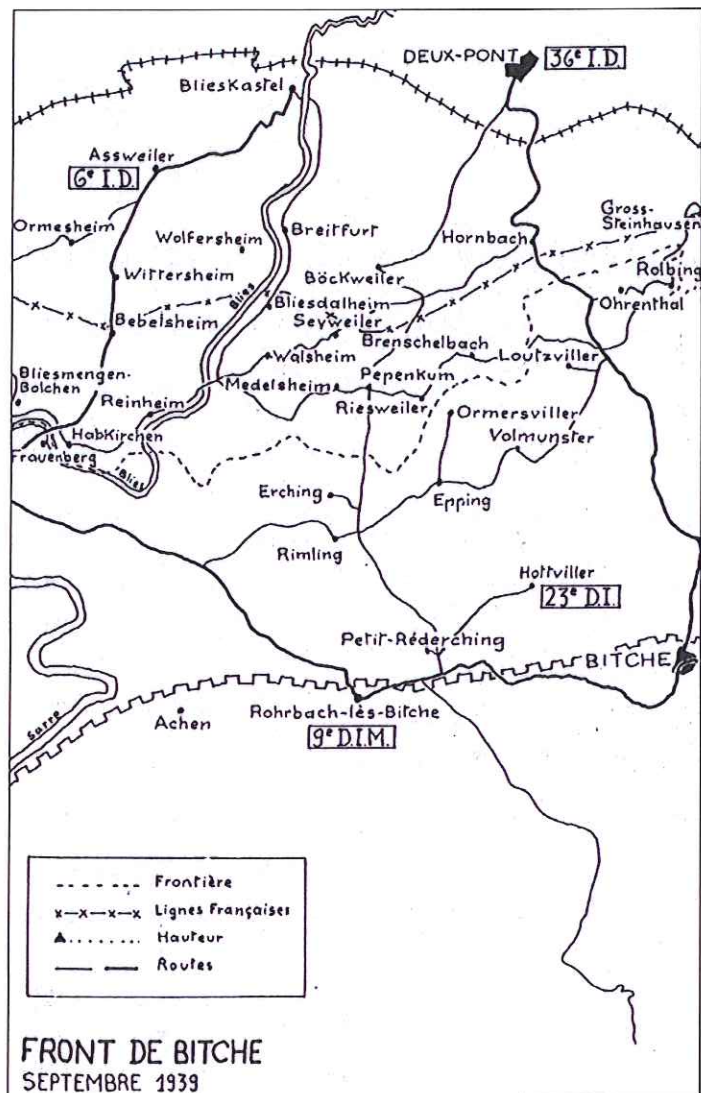 DEUX-PONT
36e I.D.
BliesKastel
Assweiler
6e I.D.
Gross-
Steinhausen
Ormesheim
Wolfersheim
Breitfurt
Hornbach
Rolbing
Wittersheim
Böckweiler
Ohrenthal
Blies
Bliesdalheim
Bebelsheim
Seyweiler
Brenschelbach
Walsheim
Loutzviller
Bliesmengen-
Bolchen
Medelsheim
Pepenkum
Reinheim
Riesweiler
Ormersviller
HabKirchen
Volmunster
Frauenberg
Blies
Erching
Epping
Rimling
Hottviller
23e D.I.
Petit-Réderching
BITCHE
Sarre
Achen
Rohrbach-lès-Bitche
9e D.I.M.
Frontière
Lignes Françaises
Hauteur
Routes
FRONT DE BITCHE
SEPTEMBRE 1939